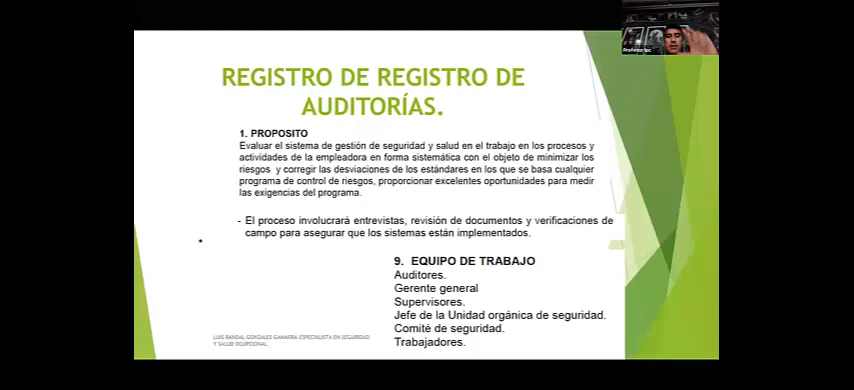 REGISTRO DE REGISTRO DE
AUDITORÍAS.
1. PROPOSITO
Evaluar el sistema de gestión de seguridad y salud en el trabajo en los procesos y
actividades de la empleadora en forma sistemática con el objeto de minimizar los
riesgos y corregir las desviaciones de los estándares en los que se basa cualquier
programa de control de riesgos, proporcionar excelentes oportunidades para medir
las exigencias del programa.
- El proceso involucrará entrevistas, revisión de documentos y verificaciones de
campo para asegurar que los sistemas están implementados.
9. EQUIPO DE TRABAJO
Auditores.
Gerente general
Supervisores.
Jefe de la Unidad orgánica de seguridad.
Comité de seguridad.
Trabajadores.
LUIS RANDAL GONZALES GAMARRA ESPECIALISTA EN SEGURIDAD
Y SALUD OCUPACIONAL.